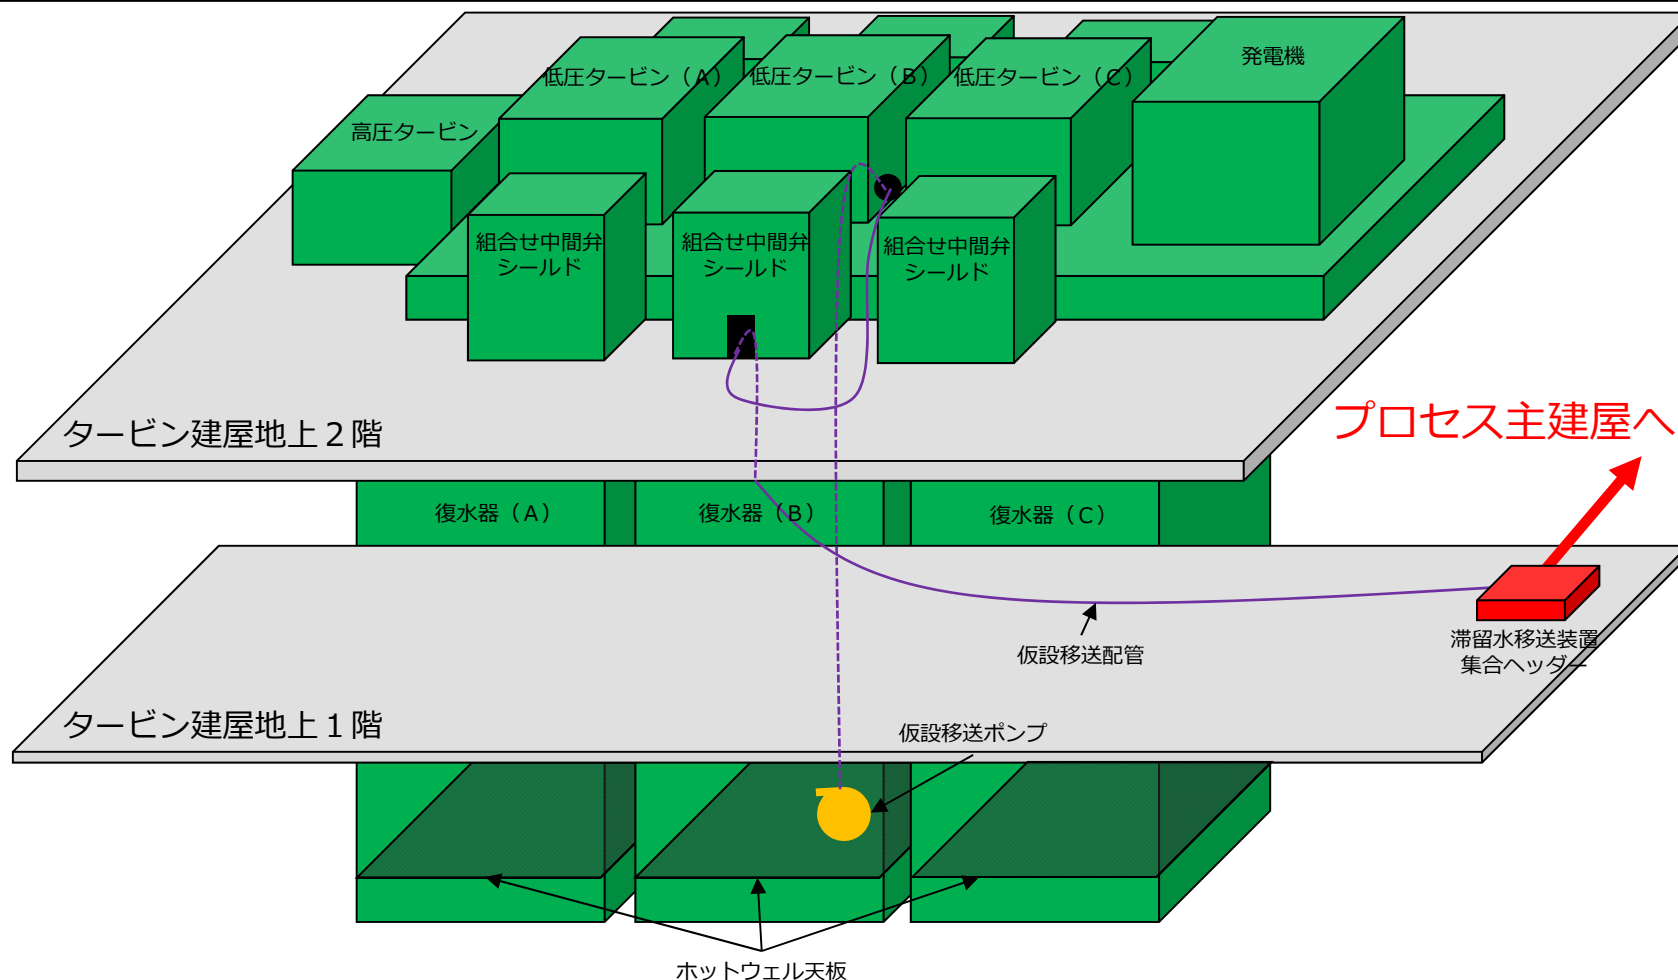 低圧タービン（Ａ）
低圧タービン（Ｂ）
低圧タービン（Ｃ）
発電機
高圧タービン
組合せ中間弁
シールド
組合せ中間弁
シールド
組合せ中間弁
シールド
タービン建屋地上２階
プロセス主建屋へ
復水器（Ａ）
復水器（Ｂ）
復水器（Ｃ）
仮設移送配管
滞留水移送装置
集合ヘッダー
タービン建屋地上１階
仮設移送ポンプ
ホットウェル天板